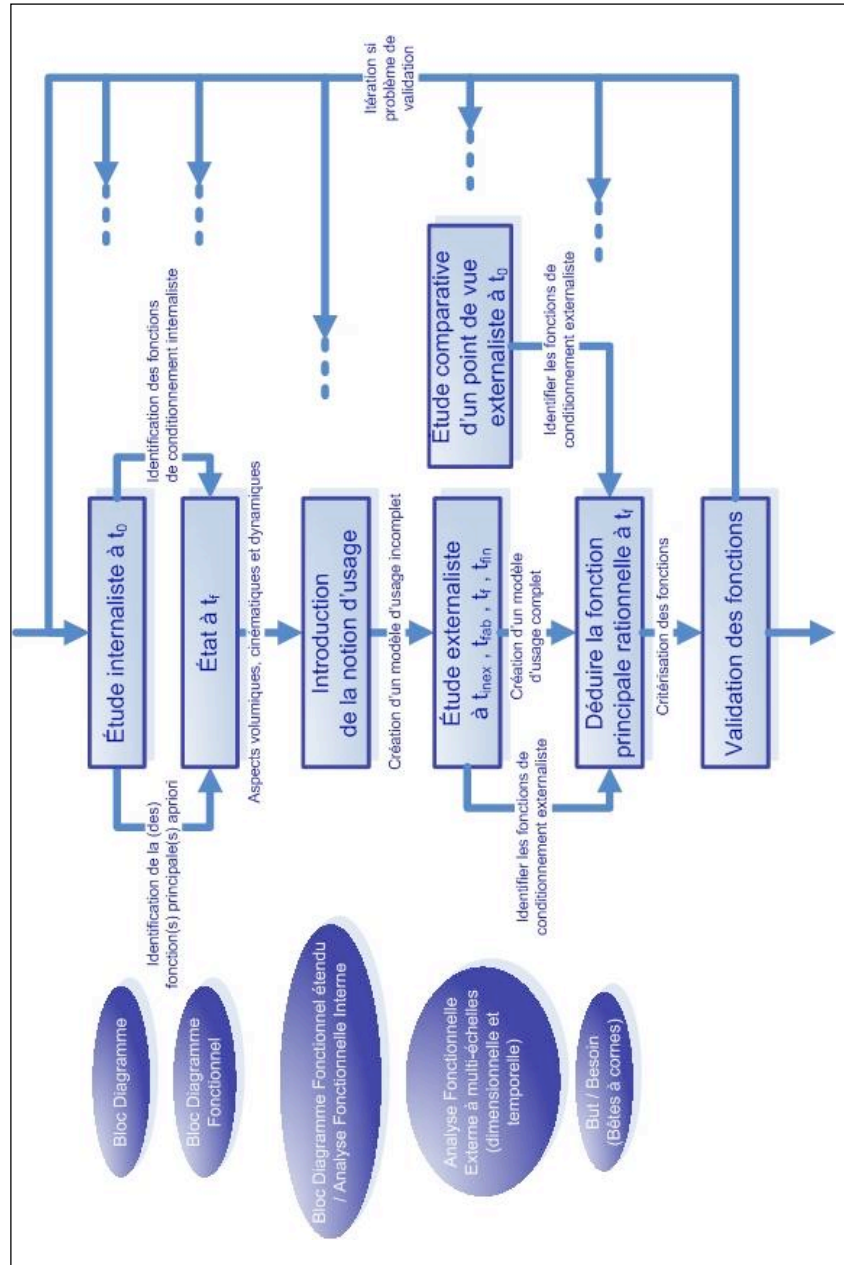 Bloc Diagramme
Bloc Diagramme
Fonctionnel
Bloc Diagramme Fonctionnel étendu
/ Analyse Fonctionnelle Interne
Analyse Fonctionnelle
Externe à multi-échelles
(dimensionnelle et
temporelle)
But / Besoin
(Bêtes à cornes)
Étude internaliste à t0
Identification de la (des)
fonction(s) principale(s) apriori
Identification des fonctions
de conditionnement internaliste
État à tf
Aspects volumiques, cinématiques et dynamiques
Introduction
de la notion d'usage
Création d'un modèle d'usage incomplet
Étude externaliste
à tinex , tfab , tf , tfin
Identifier les fonctions de
conditionnement externaliste
Création d'un modèle
d'usage complet
Étude comparative
d'un point de vue
externaliste à t0
Identifier les fonctions de
conditionnement externaliste
Déduire la fonction
principale rationnelle à tf
Critérisation des fonctions
Validation des fonctions
Itération si
problème de
validation